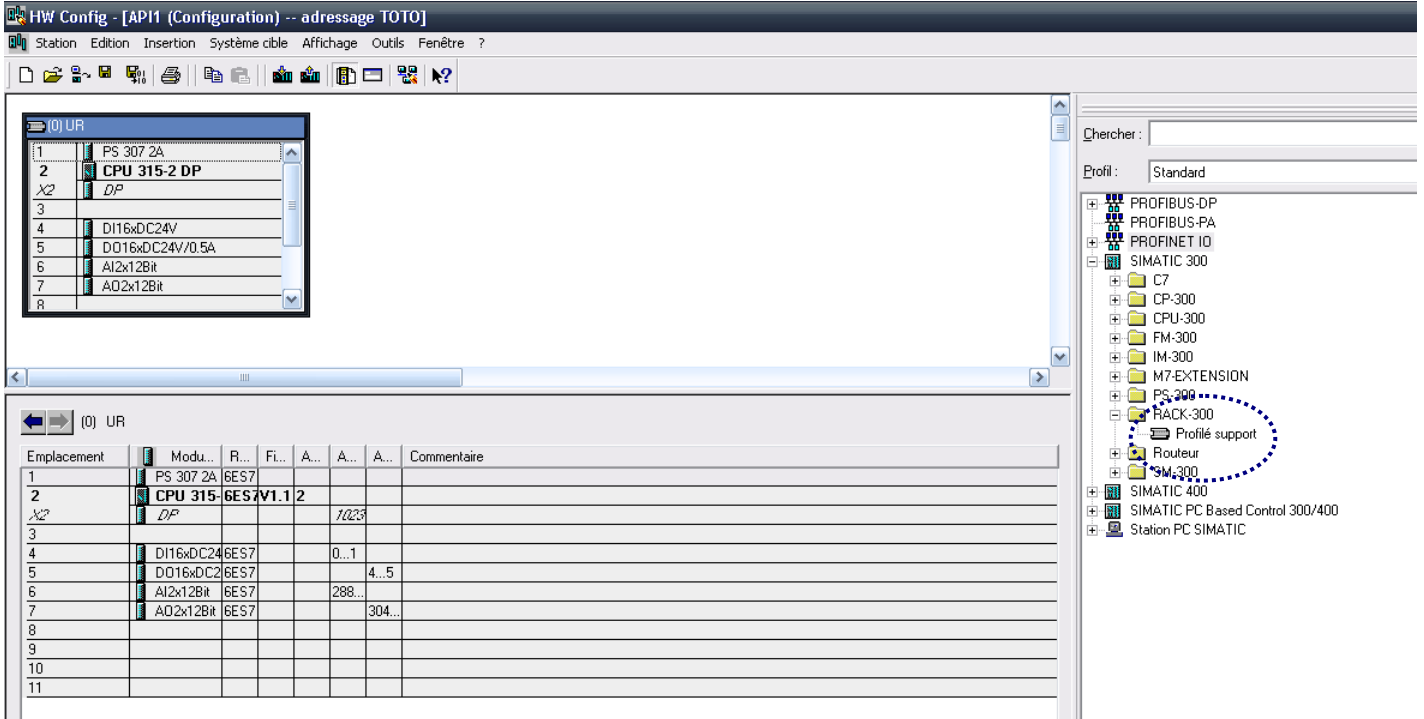 HW Config - [API1 (Configuration) -- adressage TOTO]
Station Edition Insertion Système cible Affichage Outils Fenêtre ?
(0) UR
1 PS 307 2A
2 CPU 315-2 DP
X2 DP
3
4 DI16xDC24V
5 DO16xDC24V/0.5A
6 AI2x12Bit
7 AO2x12Bit
8
Chercher :
Profil : Standard
PROFIBUS-DP
PROFIBUS-PA
PROFINET IO
SIMATIC 300
C7
CP-300
CPU-300
FM-300
IM-300
M7-EXTENSION
PS-300
RACK-300
Profilé support
Routeur
SM-300
SIMATIC 400
SIMATIC PC Based Control 300/400
Station PC SIMATIC
(0) UR
Emplacement Modu... R... Fi... A... A... A... Commentaire
1 PS 307 2A 6ES7
2 CPU 315- 6ES7 V1.1 2
X2 DP 1023
3
4 DI16xDC24 6ES7 0...1
5 DO16xDC2 6ES7 4...5
6 AI2x12Bit 6ES7 288...
7 AO2x12Bit 6ES7 304...
8
9
10
11